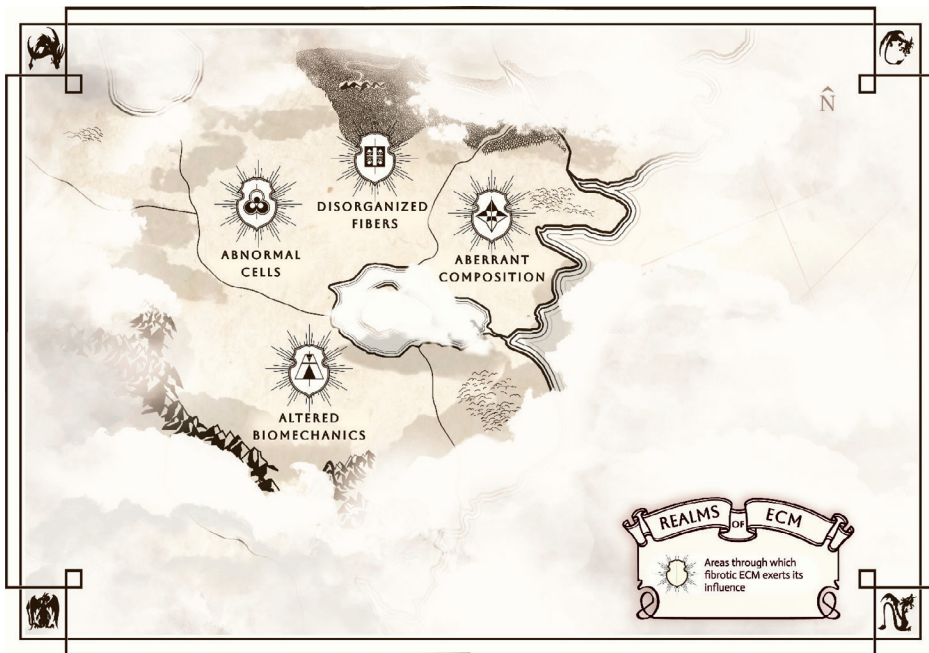 N
DISORGANIZED
FIBERS
ABNORMAL
CELLS
ABERRANT
COMPOSITION
ALTERED
BIOMECHANICS
REALMS OF ECM
Areas through which
fibrotic ECM exerts its
influence